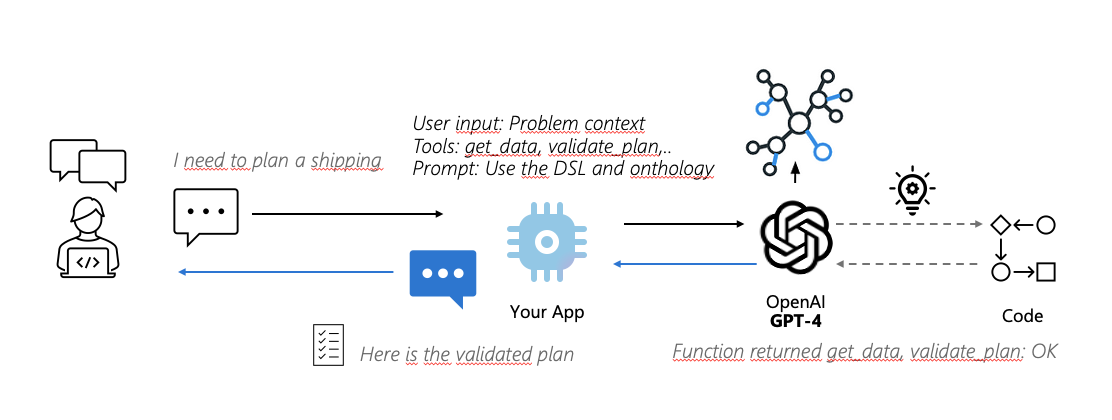 User input: Problem context
Tools: get_data, validate_plan,..
Prompt: Use the DSL and onthology
I need to plan a shipping
</>
Your App
OpenAI
GPT-4
Code
Here is the validated plan
Function returned get_data, validate_plan: OK